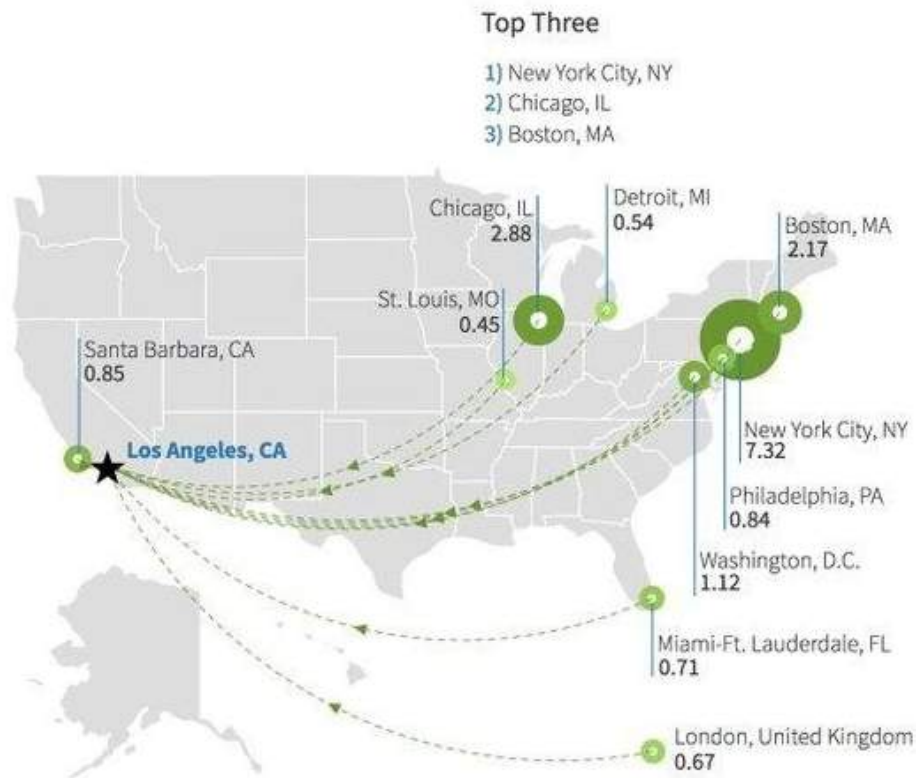 Top Three
1) New York City, NY
2) Chicago, IL
3) Boston, MA
Chicago, IL
2.88
Detroit, MI
0.54
Boston, MA
2.17
St. Louis, MO
0.45
Santa Barbara, CA
0.85
Los Angeles, CA
New York City, NY
7.32
Philadelphia, PA
0.84
Washington, D.C.
1.12
Miami-Ft. Lauderdale, FL
0.71
London, United Kingdom
0.67